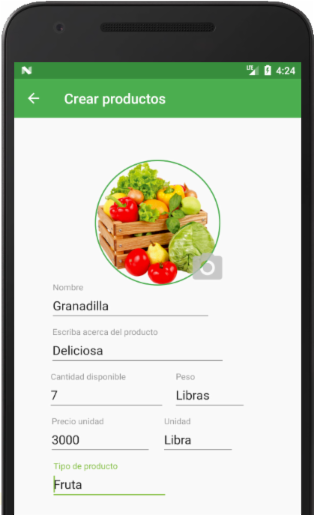 4:24
Crear productos
Nombre
Granadilla
Escriba acerca del producto
Deliciosa
Cantidad disponible Peso
7 Libras
Precio unidad Unidad
3000 Libra
Tipo de producto
Fruta